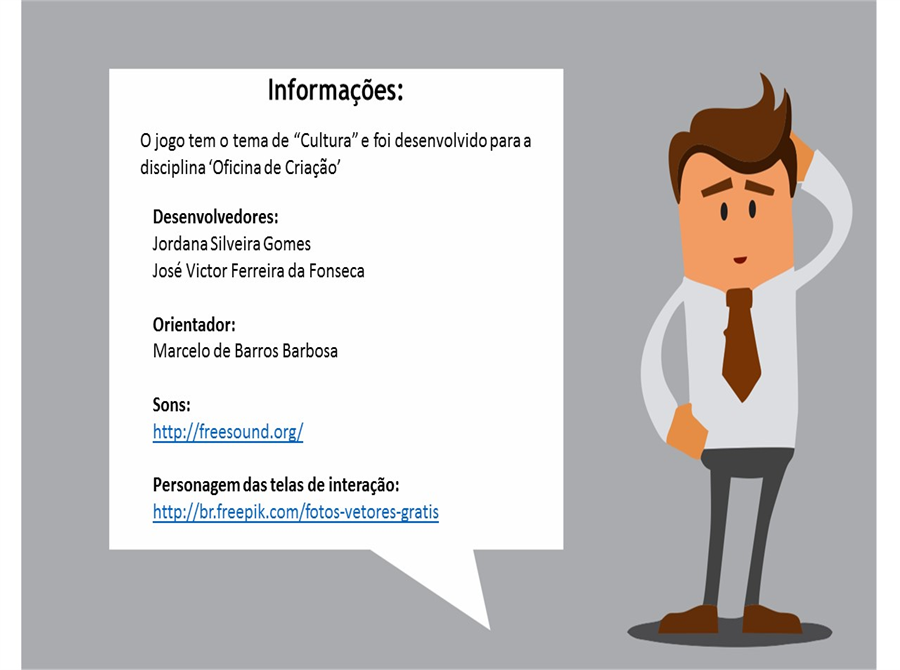 Informações:
O jogo tem o tema de “Cultura” e foi desenvolvido para a
disciplina ‘Oficina de Criação’
Desenvolvedores:
Jordana Silveira Gomes
José Victor Ferreira da Fonseca
Orientador:
Marcelo de Barros Barbosa
Sons:
http://freesound.org/
Personagem das telas de interação:
http://br.freepik.com/fotos-vetores-gratis